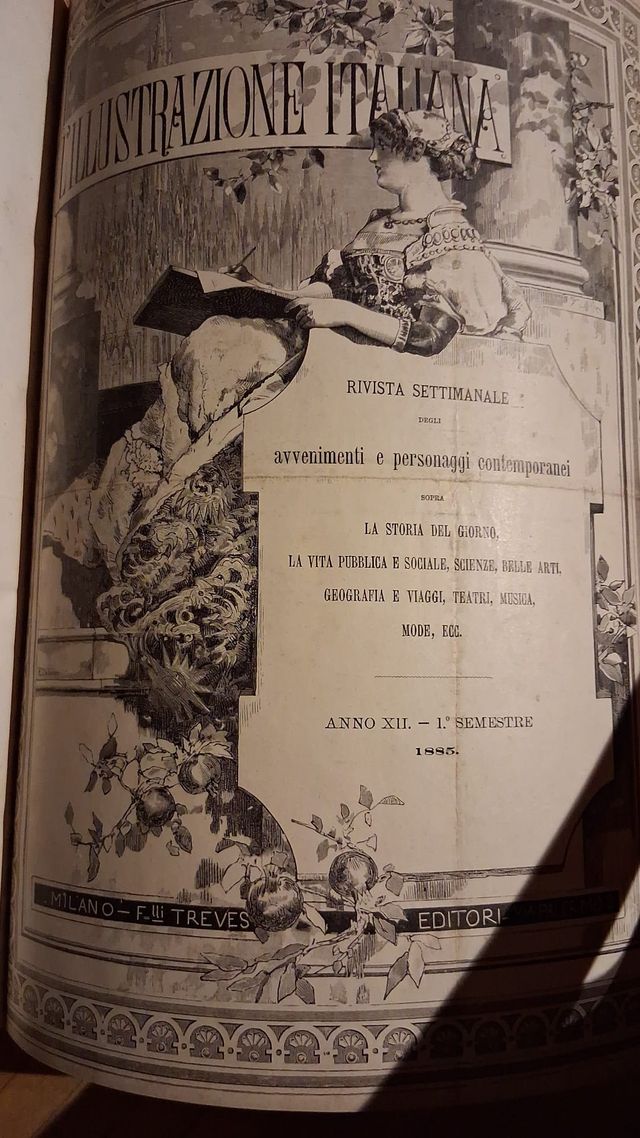 L'ILLUSTRAZIONE ITALIANA
RIVISTA SETTIMANALE
DEGLI
avvenimenti e personaggi contemporanei
SOPRA
LA STORIA DEL GIORNO,
LA VITA PUBBLICA E SOCIALE, SCIENZE, BELLE ARTI,
GEOGRAFIA E VIAGGI, TEATRI, MUSICA,
MODE, ECC.
ANNO XII. — 1.º SEMESTRE
1885.
MILANO — F.lli TREVES EDITORI